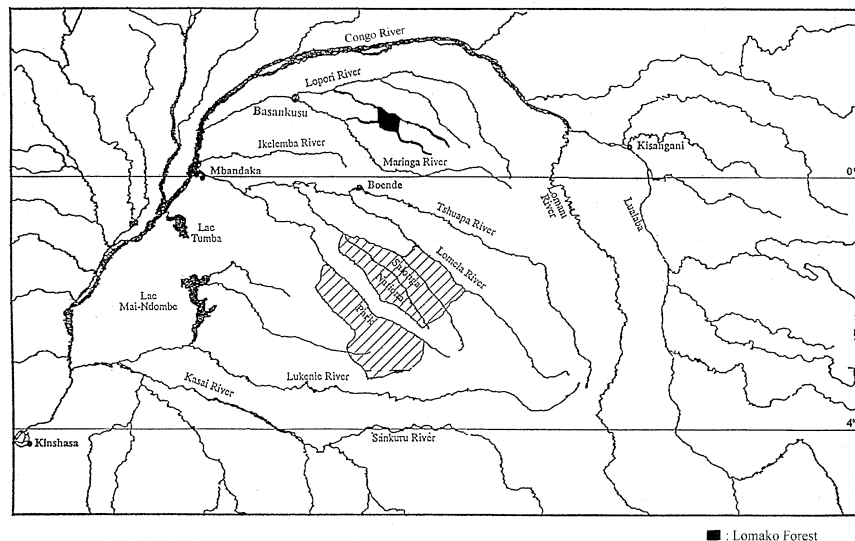 Congo River
Lopori River
Basankusu
Ikelemba River
Maringa River
Kisangani
Mbandaka
0°
Boende
Lomami
River
Lualaba
Tshuapa River
Lac
Tumba
Lomela River
Salonga
National
Park
Lac
Mai-Ndombe
Lukenie River
Kasai River
4°
Kinshasa
Sankuru River
: Lomako Forest